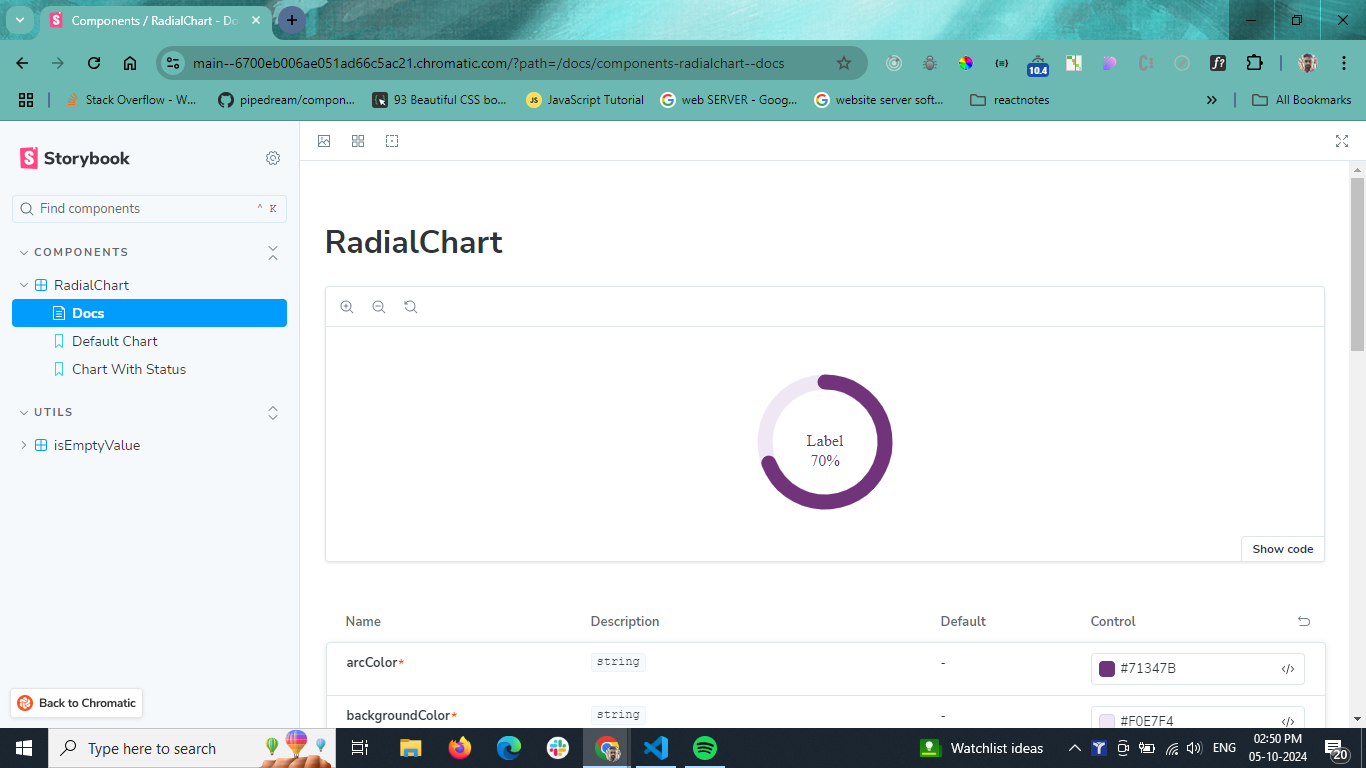 Components / RadialChart - Do
main--6700eb006ae051ad66c5ac21.chromatic.com/?path=/docs/components-radialchart--docs
10.4
Stack Overflow - W...
pipedream/compon...
93 Beautiful CSS bo...
JS
JavaScript Tutorial
web SERVER - Goog...
website server soft...
reactnotes
All Bookmarks
Storybook
Find components
^ K
COMPONENTS
RadialChart
Docs
Default Chart
Chart With Status
UTILS
isEmptyValue
Back to Chromatic
RadialChart
Label
70%
Show code
Name Description Default Control
arcColor* string - #71347B
backgroundColor* string - #F0E7F4
Type here to search
Watchlist ideas
ENG
02:50 PM
05-10-2024
20